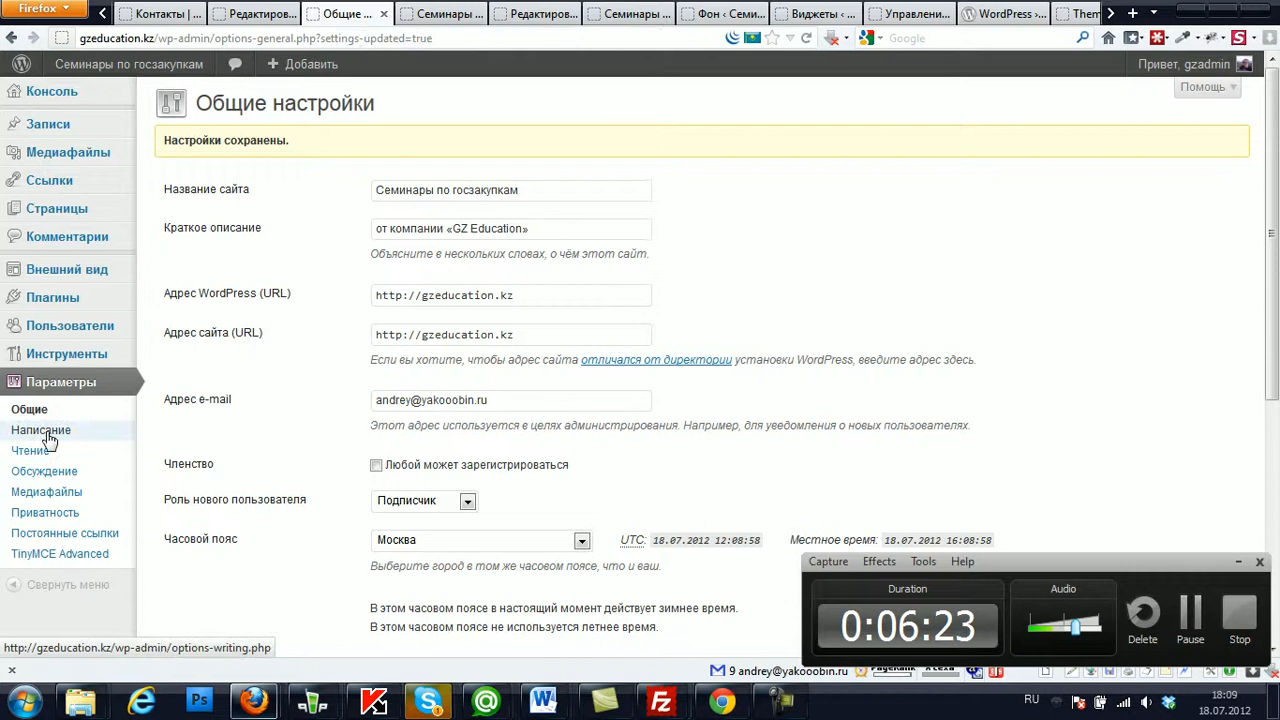 Firefox
Контакты | ...
Редактиров...
Общие ...
Семинары ...
Редактиров...
Семинары ...
Фон ‹ Семи...
Виджеты ‹ ...
Управлени...
WordPress › ...
Them
gzeducation.kz/wp-admin/options-general.php?settings-updated=true
Google
Семинары по госзакупкам
Добавить
Привет, gzadmin
Консоль
Записи
Медиафайлы
Ссылки
Страницы
Комментарии
Внешний вид
Плагины
Пользователи
Инструменты
Параметры
Общие
Написание
Чтение
Обсуждение
Медиафайлы
Приватность
Постоянные ссылки
TinyMCE Advanced
Свернуть меню
http://gzeducation.kz/wp-admin/options-writing.php
Помощь
Общие настройки
Настройки сохранены.
Название сайта
Семинары по госзакупкам
Краткое описание
от компании «GZ Education»
Объясните в нескольких словах, о чём этот сайт.
Адрес WordPress (URL)
http://gzeducation.kz
Адрес сайта (URL)
http://gzeducation.kz
Если вы хотите, чтобы адрес сайта отличался от директории установки WordPress, введите адрес здесь.
Адрес e-mail
andrey@yakooobin.ru
Этот адрес используется в целях администрирования. Например, для уведомления о новых пользователях.
Членство
Любой может зарегистрироваться
Роль нового пользователя
Подписчик
Часовой пояс
Москва
UTC: 18.07.2012 12:08:58
Местное время: 18.07.2012 16:08:58
Выберите город в том же часовом поясе, что и ваш.
В этом часовом поясе в настоящий момент действует зимнее время.
В этом часовом поясе не используется летнее время.
Capture Effects Tools Help
Duration
0:06:23
Audio
Delete
Pause
Stop
9 andrey@yakooobin.ru
PageRank
Alexa
RU
18:09
18.07.2012